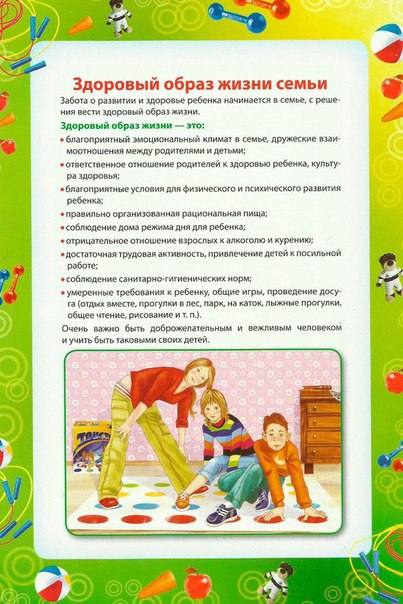 Здоровый образ жизни семьи
Забота о развитии и здоровье ребенка начинается в семье, с реше-
ния вести здоровый образ жизни.
Здоровый образ жизни — это:
• благоприятный эмоциональный климат в семье, дружеские взаи-
моотношения между родителями и детьми;
• ответственное отношение родителей к здоровью ребенка, культу-
ра здоровья;
• благоприятные условия для физического и психического развития
ребенка;
• правильно организованная рациональная пища;
• соблюдение дома режима дня для ребенка;
• отрицательное отношение взрослых к алкоголю и курению;
• достаточная трудовая активность, привлечение детей к посильной
работе;
• соблюдение санитарно-гигиенических норм;
• умеренные требования к ребенку, общие игры, проведение досу-
га (отдых вместе, прогулки в лес, парк, на каток, лыжные прогулки,
общее чтение, рисование и т. п.).
Очень важно быть доброжелательным и вежливым человеком
и учить быть таковыми своих детей.